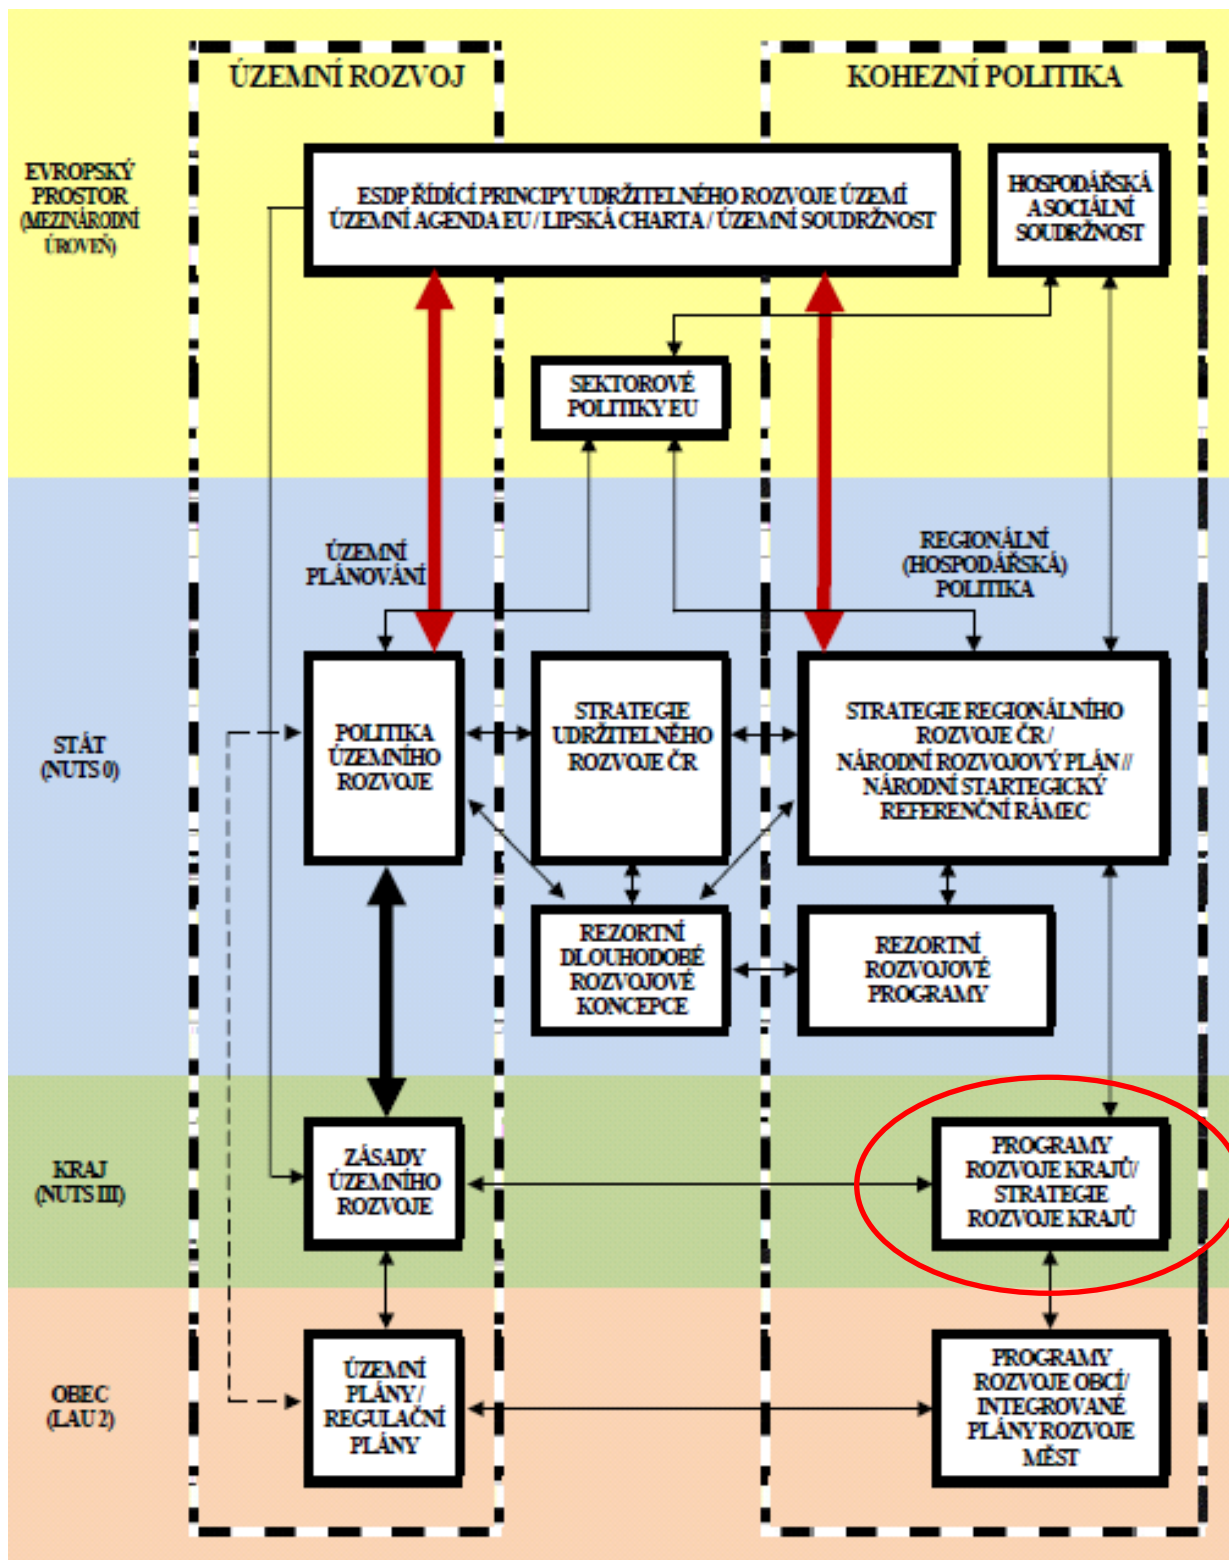 ÚZEMNÍ ROZVOJ
KOHEZNÍ POLITIKA
EVROPSKÝ
PROSTOR
(MEZINÁRODNÍ
ÚROVEŇ)
ESDP ŘÍDÍCÍ PRINCIPY UDRŽITELNÉHO ROZVOJE ÚZEMÍ
ÚZEMNÍ AGENDA EU / LIPSKÁ CHARTA / ÚZEMNÍ SOUDRŽNOST
HOSPODÁŘSKÁ
A SOCIÁLNÍ
SOUDRŽNOST
SEKTOROVÉ
POLITIKY EU
ÚZEMNÍ
PLÁNOVÁNÍ
REGIONÁLNÍ
(HOSPODÁŘSKÁ)
POLITIKA
STÁT
(NUTS 0)
POLITIKA
ÚZEMNÍHO
ROZVOJE
STRATEGIE
UDRŽITELNÉHO
ROZVOJE ČR
STRATEGIE REGIONÁLNÍHO
ROZVOJE ČR /
NÁRODNÍ ROZVOJOVÝ PLÁN //
NÁRODNÍ STARTEGICKÝ
REFERENČNÍ RÁMEC
REZORTNÍ
DLOUHODOBÉ
ROZVOJOVÉ
KONCEPCE
REZORTNÍ
ROZVOJOVÉ
PROGRAMY
KRAJ
(NUTS III)
ZÁSADY
ÚZEMNÍHO
ROZVOJE
PROGRAMY
ROZVOJE KRAJŮ/
STRATEGIE
ROZVOJE KRAJŮ
OBEC
(LAU 2)
ÚZEMNÍ
PLÁNY /
REGULAČNÍ
PLÁNY
PROGRAMY
ROZVOJE OBCÍ/
INTEGROVANÉ
PLÁNY ROZVOJE
MĚST